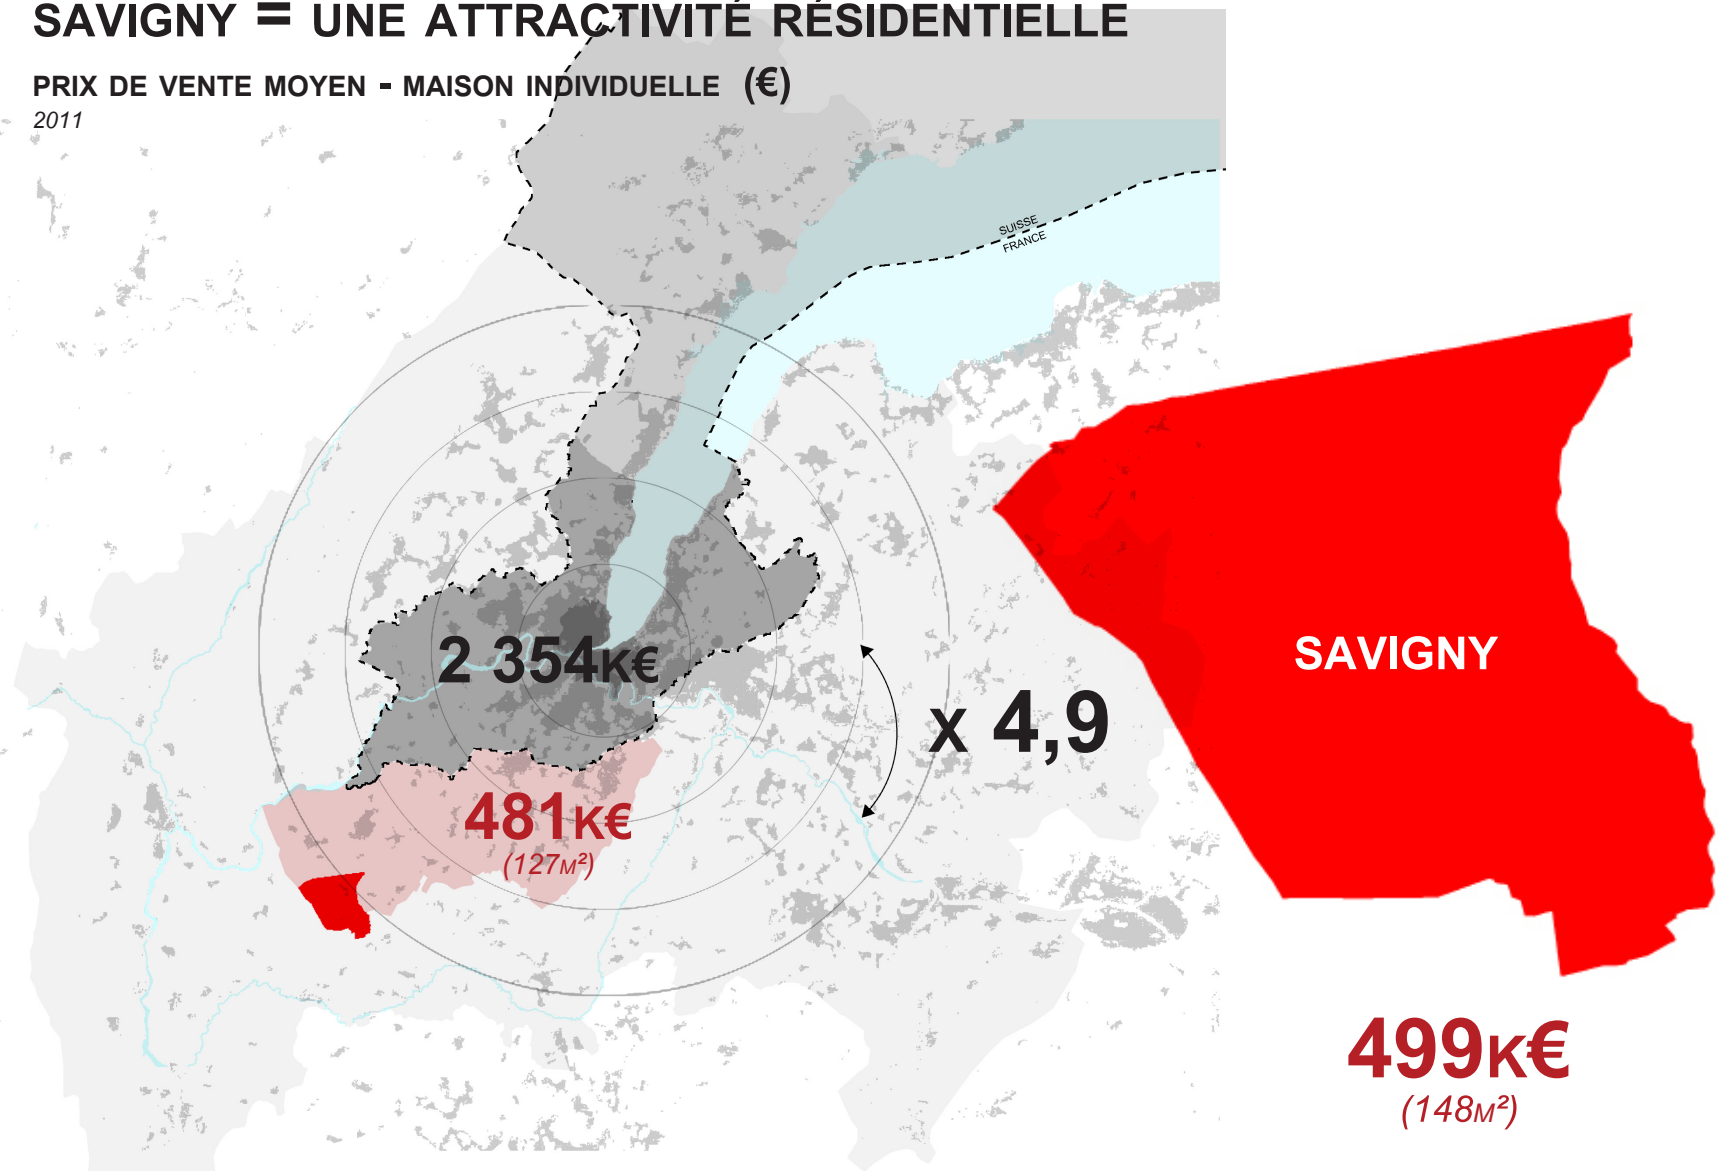 SAVIGNY = UNE ATTRACTIVITÉ RÉSIDENTIELLE
PRIX DE VENTE MOYEN - MAISON INDIVIDUELLE (€)
2011
SUISSE
FRANCE
2 354K€
SAVIGNY
X 4,9
481K€
(127M²)
499K€
(148M²)